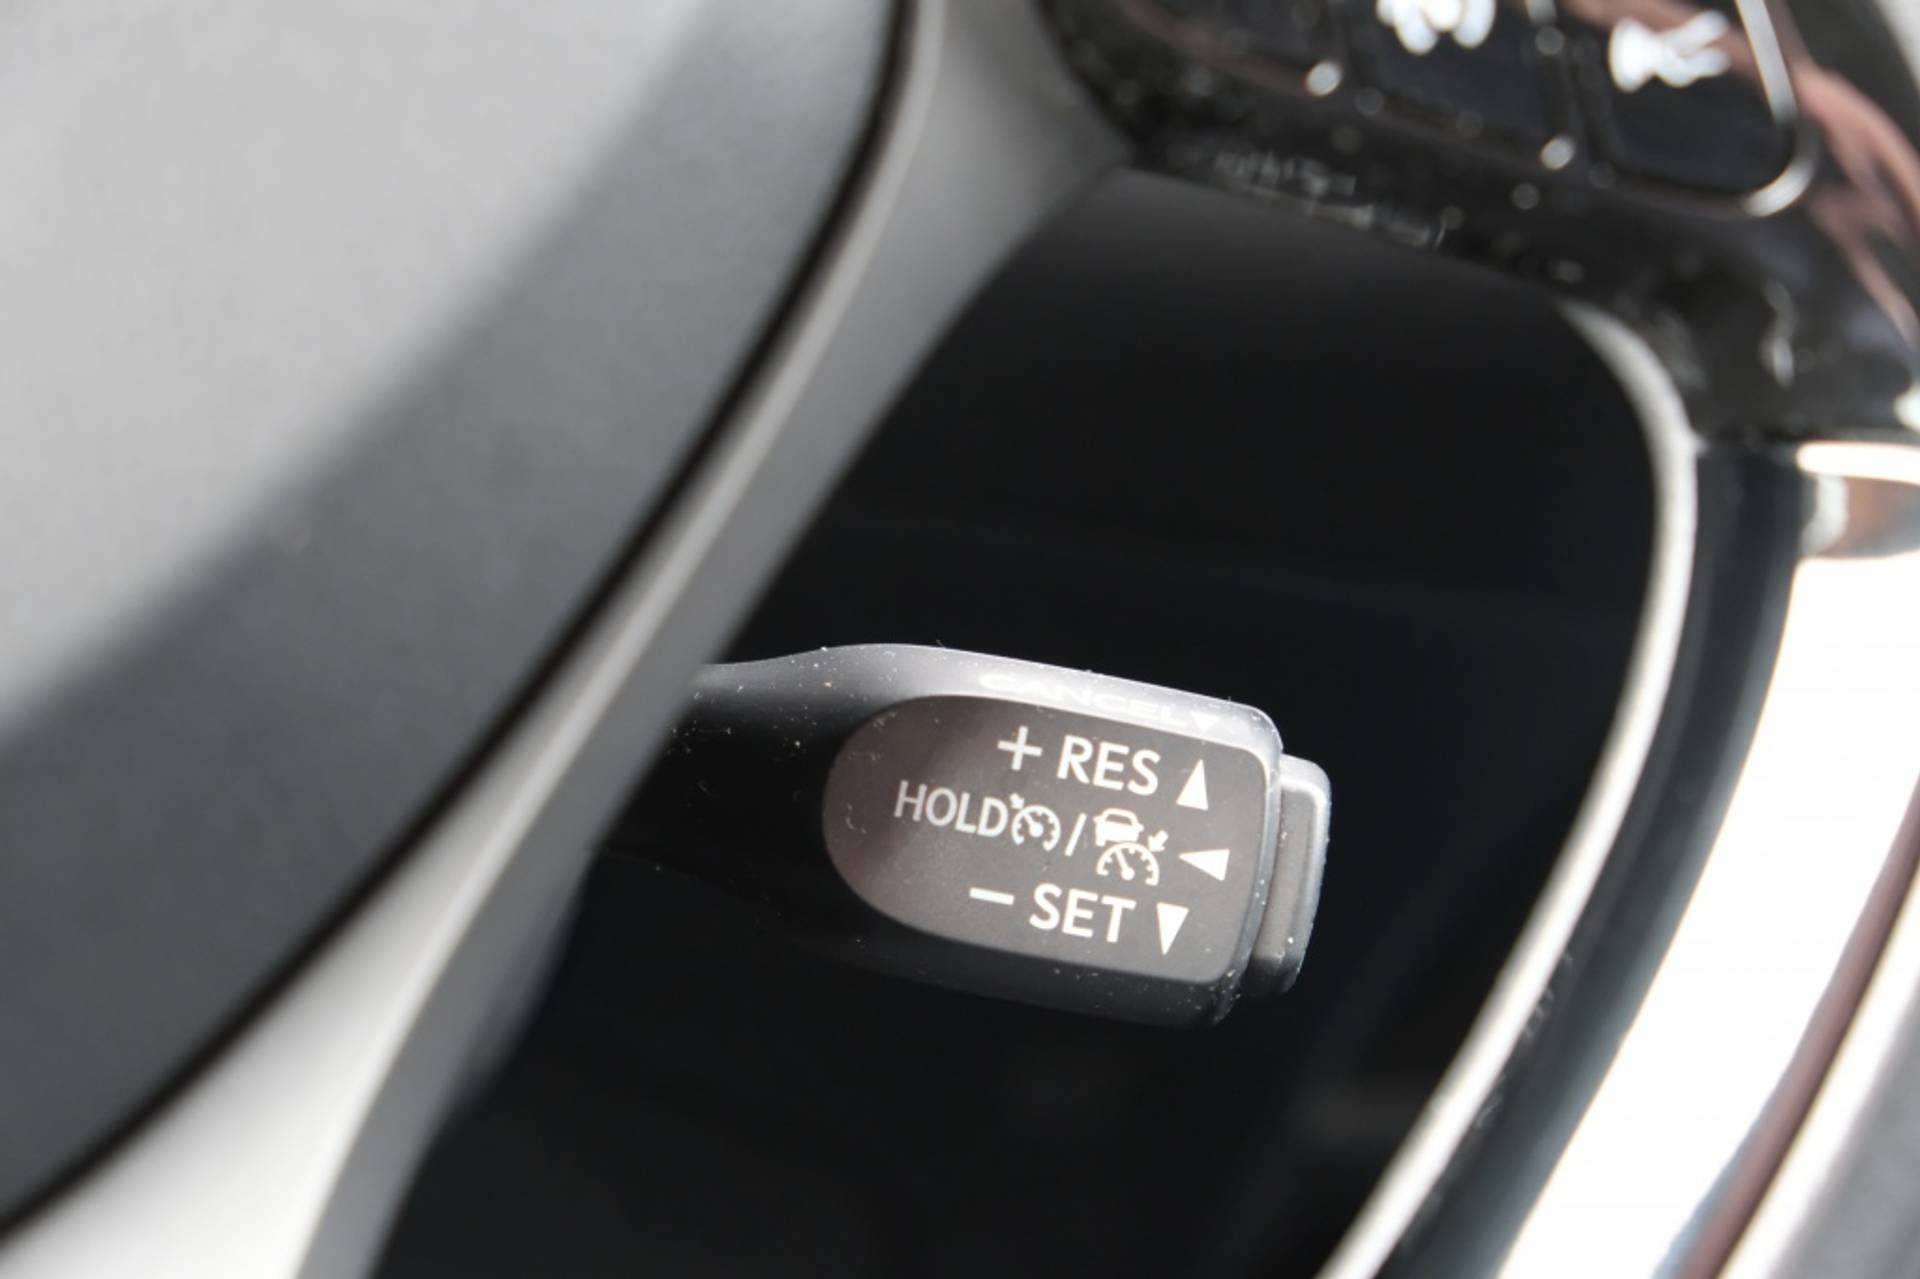 CANCEL▼
+ RES ▲
HOLD / ◄
− SET ▼